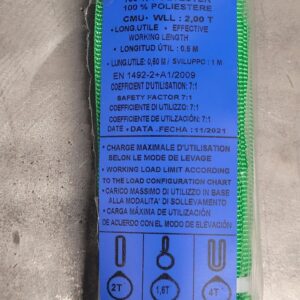 100 % POLIESTERE
CMU - WLL : 2,00 T
• LONG.UTILE • EFFECTIVE
WORKING LENGTH
• LONGITUD ÚTIL : 0.5 M
• LUNG.UTILE: 0,50 M / SVILUPPO : 1 M
EN 1492-2+A1/2009
COEFFICIENT D'UTILISATION: 7:1
SAFETY FACTOR 7:1
COEFFICIENTE DI UTILIZZO: 7:1
COEFICIENTE DE UTILZACIÓN: 7:1
DATE • DATA .FECHA : 11/2021
• CHARGE MAXIMALE D'UTILISATION
SELON LE MODE DE LEVAGE
• WORKING LOAD LIMIT ACCORDING
TO THE LOAD CONFIGURATION CHART
• CARICO MASSIMO DI UTILIZZO IN BASE
ALLA MODALITA' DI SOLLEVAMENTO
• CARGA MÁXIMA DE UTILIZACIÓN
DE ACUERDO CON EL MODO DE ELEVACIÓN
2T 1,6T 4T